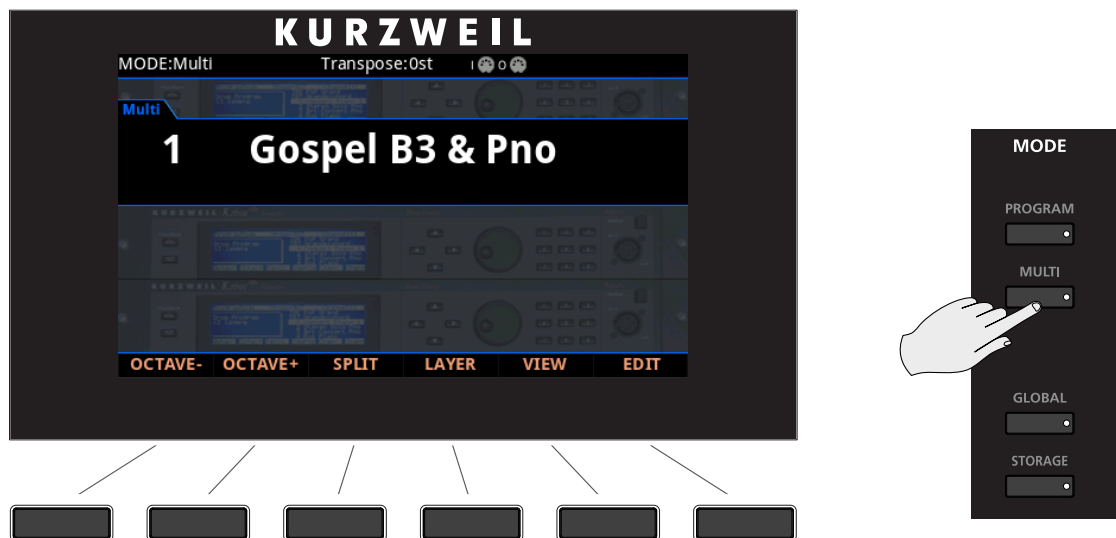 KURZWEIL
MODE:Multi Transpose:0st I O
Multi
1 Gospel B3 & Pno
OCTAVE- OCTAVE+ SPLIT LAYER VIEW EDIT
MODE
PROGRAM
MULTI
GLOBAL
STORAGE